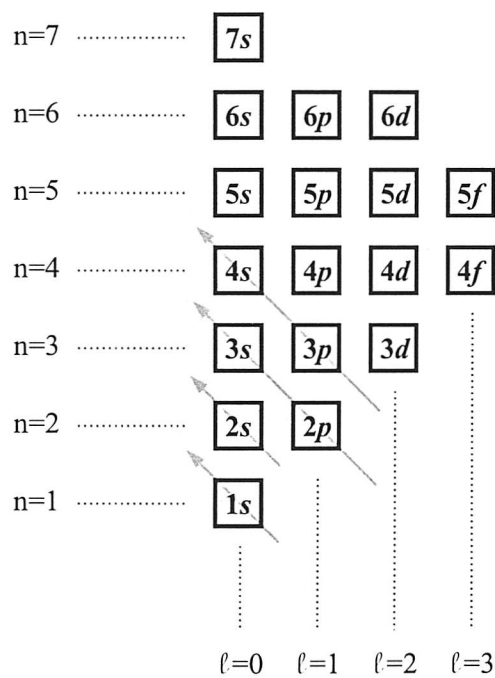 n=7 7s
n=6 6s 6p 6d
n=5 5s 5p 5d 5f
n=4 4s 4p 4d 4f
n=3 3s 3p 3d
n=2 2s 2p
n=1 1s
ℓ=0 ℓ=1 ℓ=2 ℓ=3